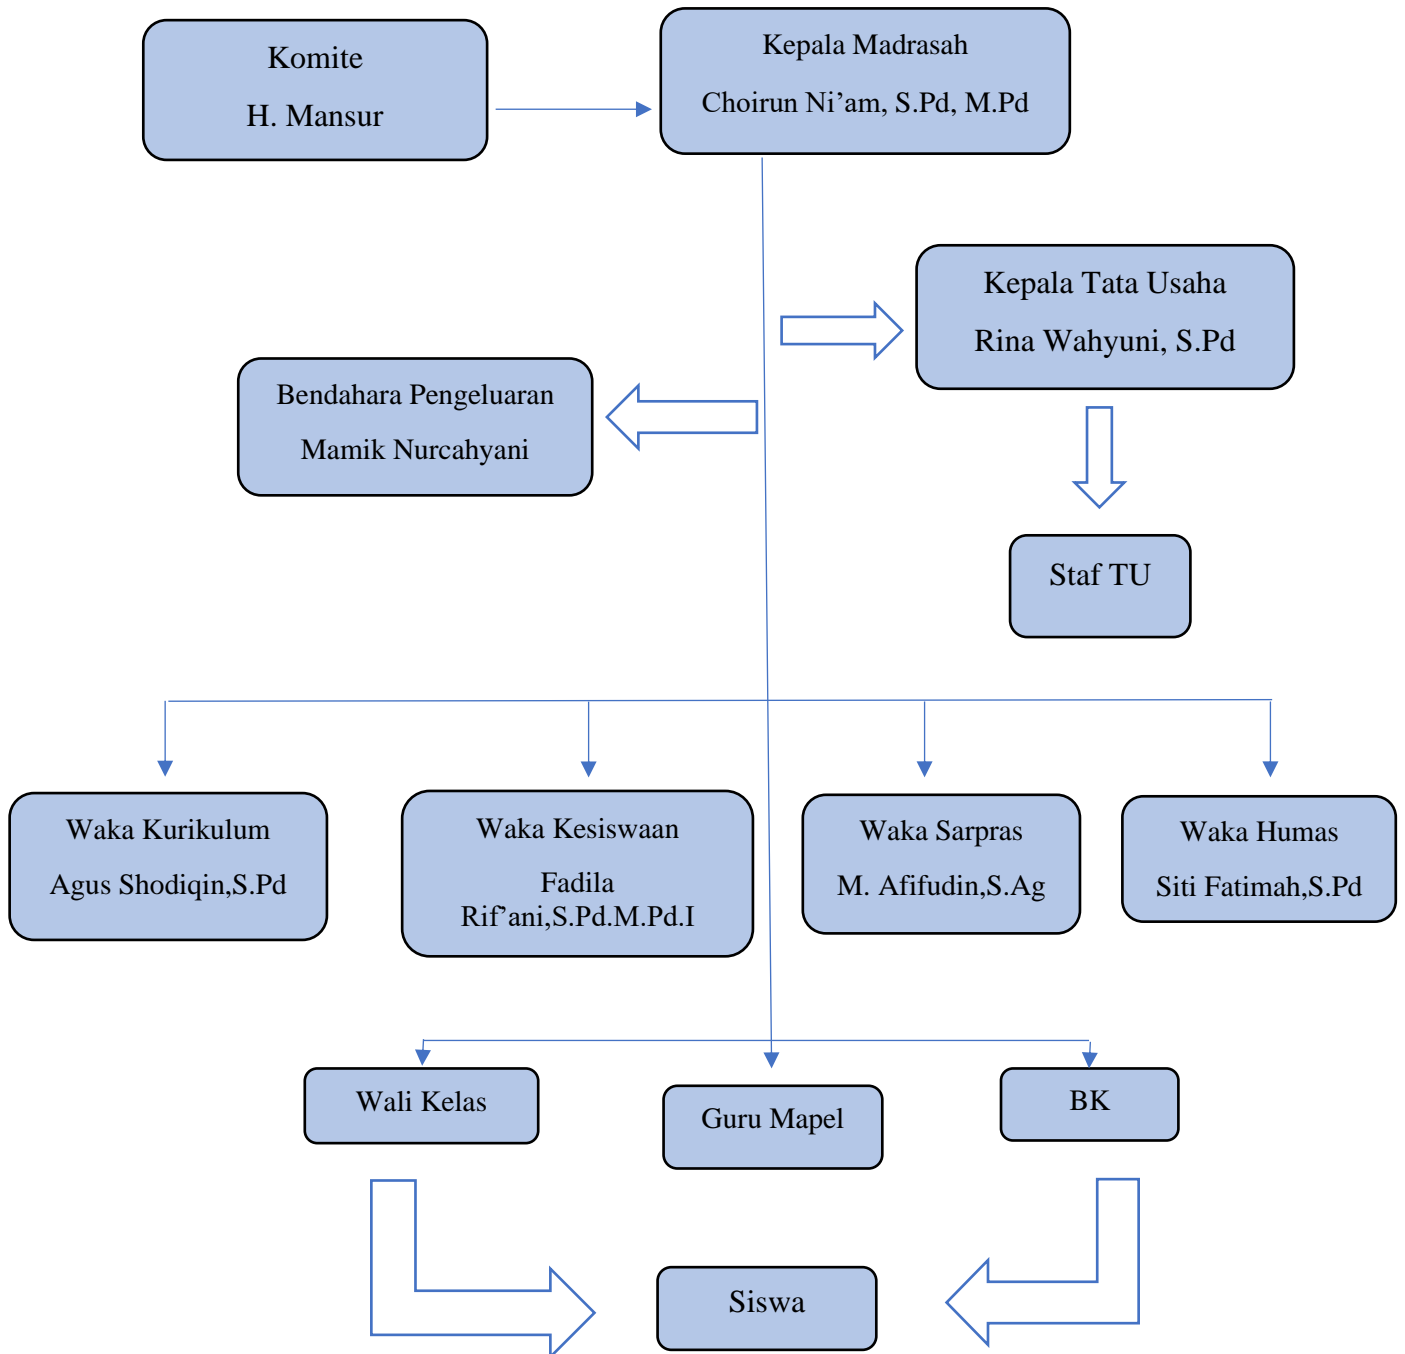 Komite
H. Mansur
Kepala Madrasah
Choirun Ni’am, S.Pd, M.Pd
Kepala Tata Usaha
Rina Wahyuni, S.Pd
Bendahara Pengeluaran
Mamik Nurcahyani
Staf TU
Waka Kurikulum
Agus Shodiqin,S.Pd
Waka Kesiswaan
Fadila
Rif’ani,S.Pd.M.Pd.I
Waka Sarpras
M. Afifudin,S.Ag
Waka Humas
Siti Fatimah,S.Pd
Wali Kelas
Guru Mapel
BK
Siswa